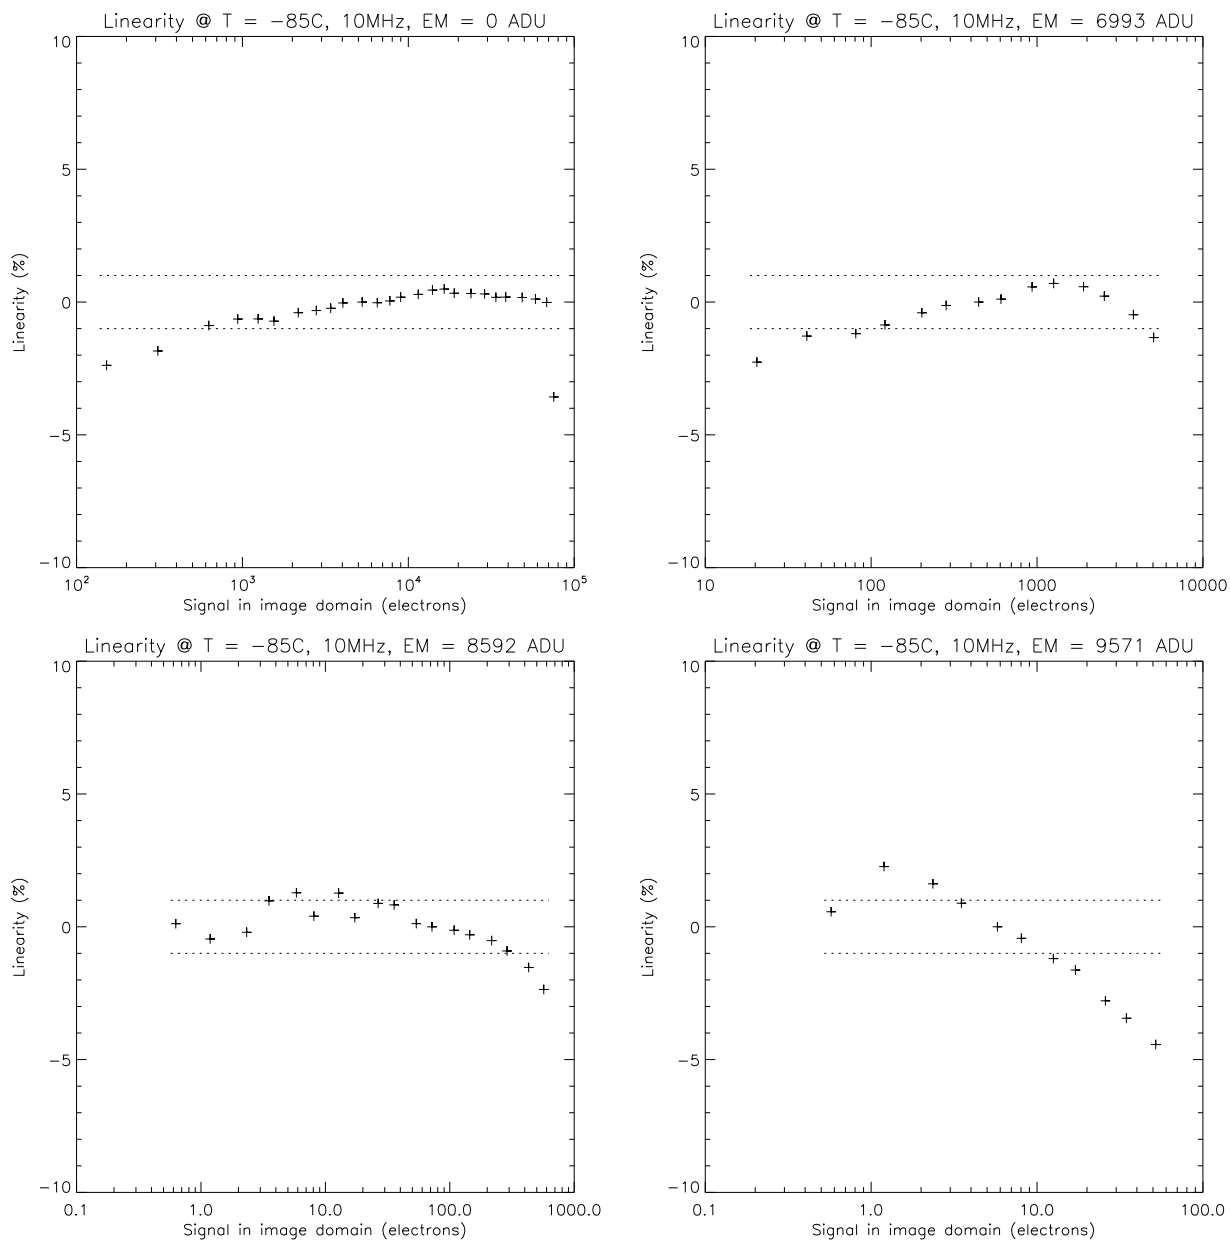 Linearity @ T = −85C, 10MHz, EM = 0 ADU
10
5
0
−5
−10
Linearity (%)
10² 10³ 10⁴ 10⁵
Signal in image domain (electrons)
Linearity @ T = −85C, 10MHz, EM = 6993 ADU
10
5
0
−5
−10
Linearity (%)
10 100 1000 10000
Signal in image domain (electrons)
Linearity @ T = −85C, 10MHz, EM = 8592 ADU
10
5
0
−5
−10
Linearity (%)
0.1 1.0 10.0 100.0 1000.0
Signal in image domain (electrons)
Linearity @ T = −85C, 10MHz, EM = 9571 ADU
10
5
0
−5
−10
Linearity (%)
0.1 1.0 10.0 100.0
Signal in image domain (electrons)